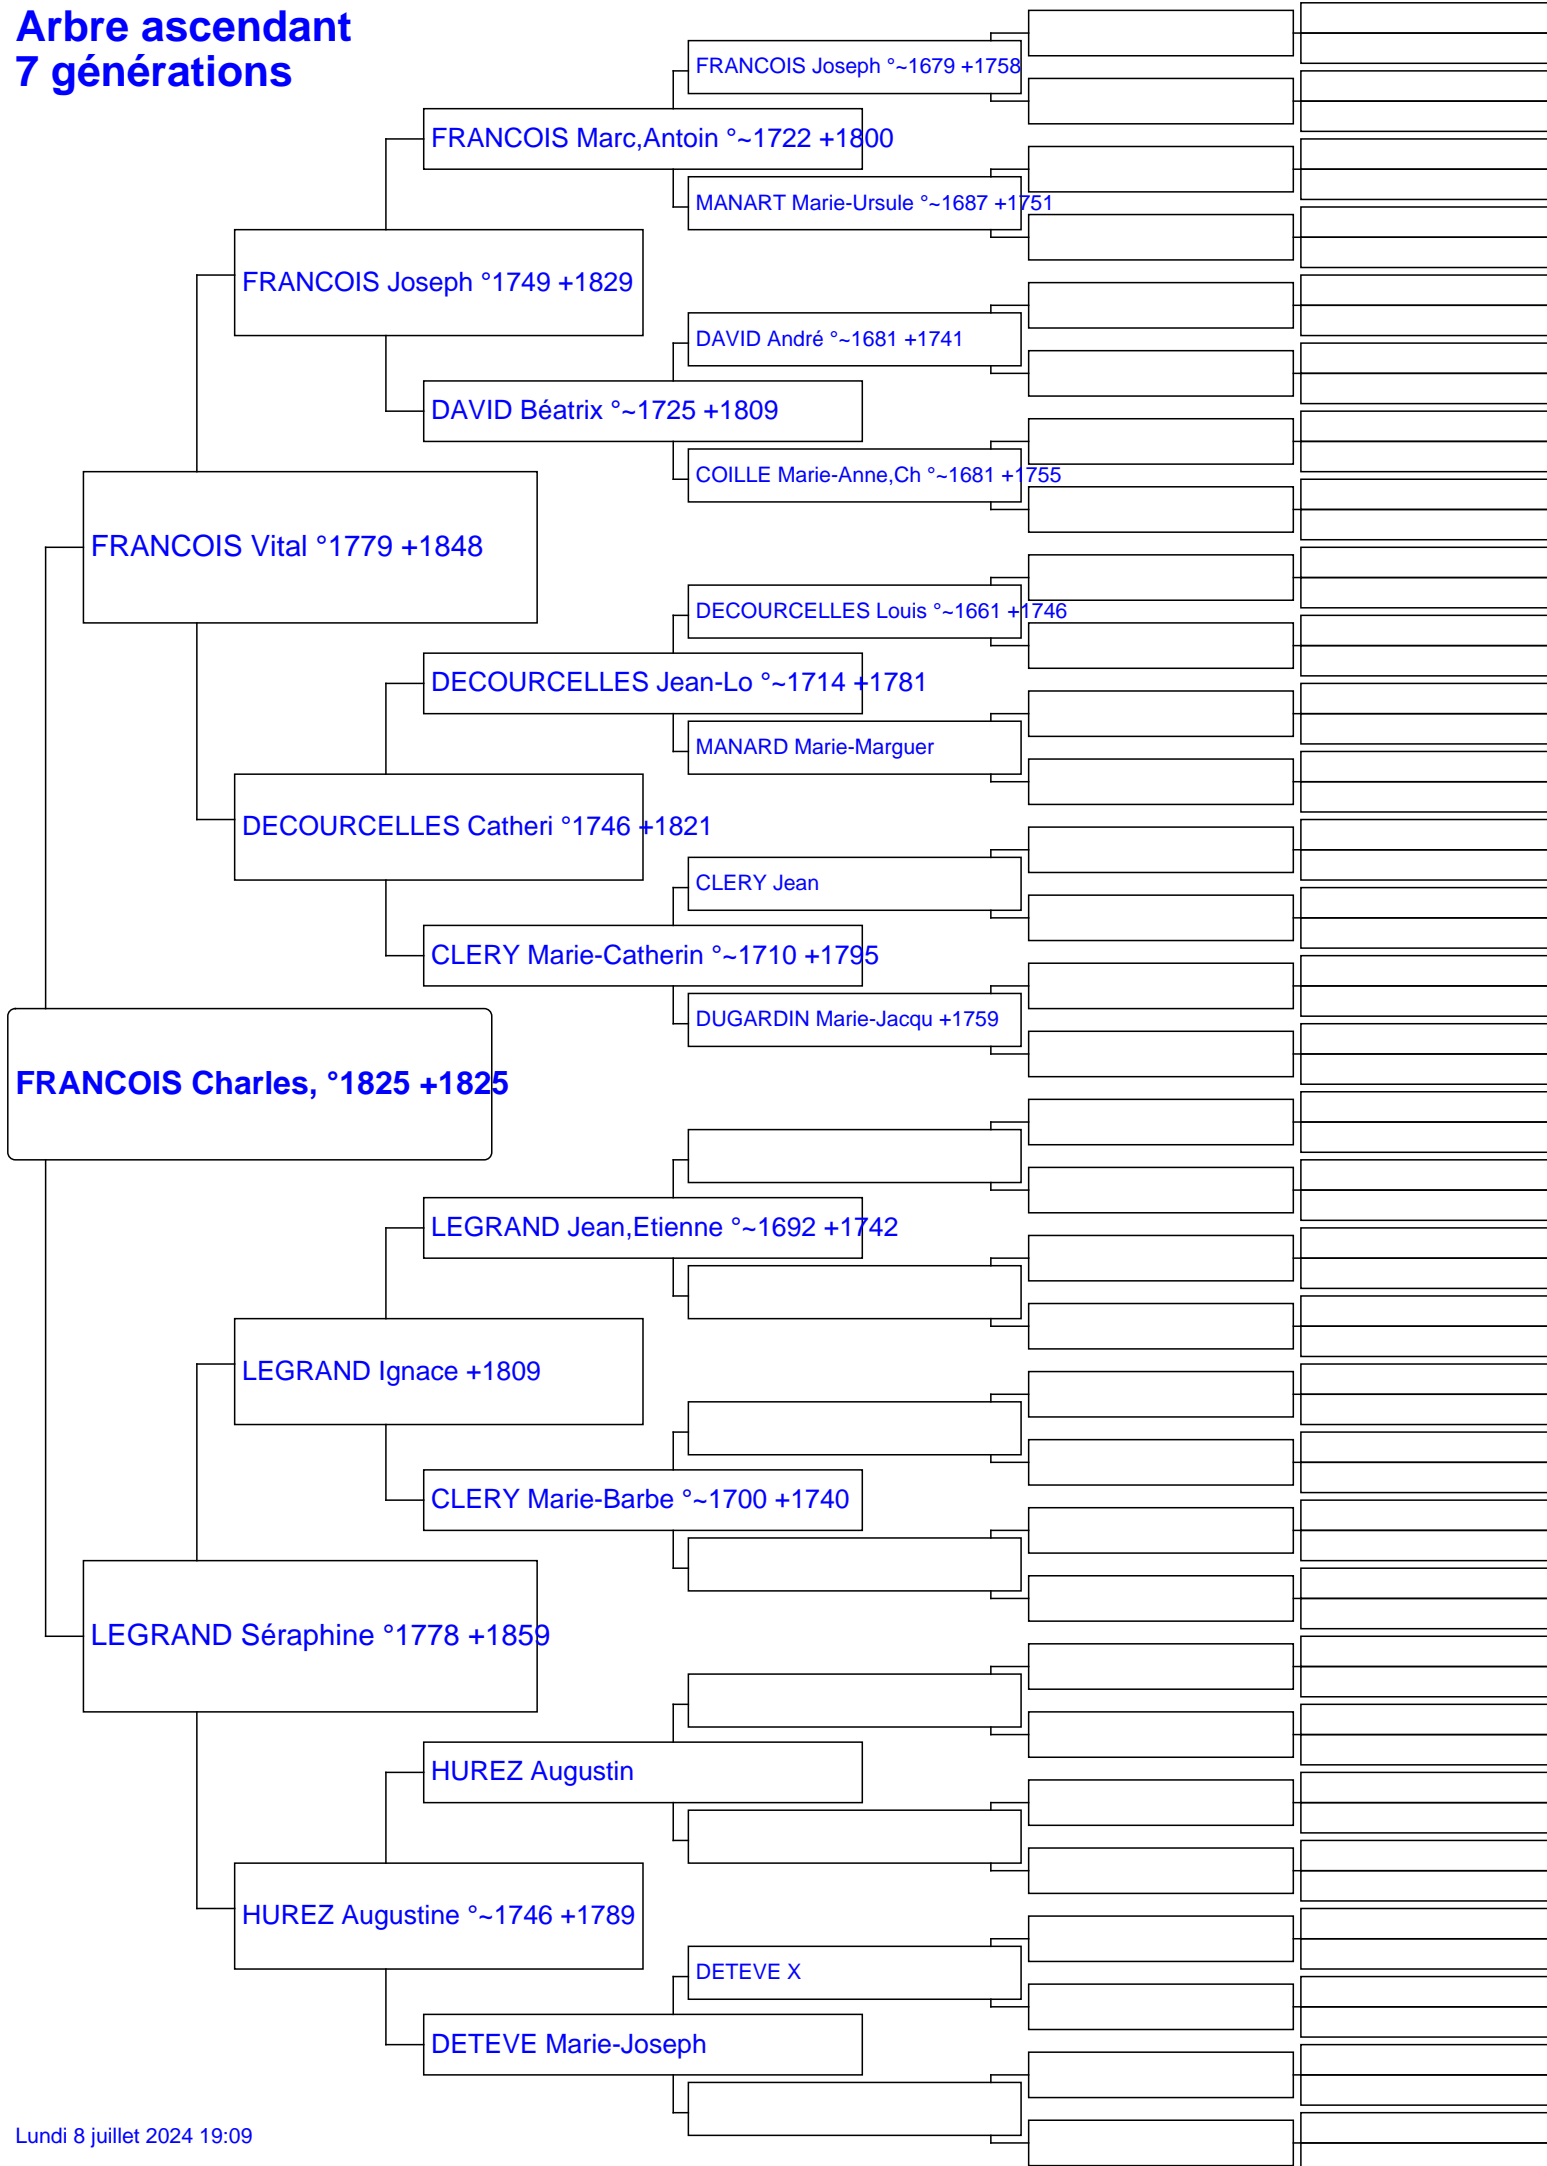 Arbre ascendant
7 générations
FRANCOIS Joseph °~1679 +1758
FRANCOIS Marc,Antoin °~1722 +1800
MANART Marie-Ursule °~1687 +1751
FRANCOIS Joseph °1749 +1829
DAVID André °~1681 +1741
DAVID Béatrix °~1725 +1809
COILLE Marie-Anne,Ch °~1681 +1755
FRANCOIS Vital °1779 +1848
DECOURCELLES Louis °~1661 +1746
DECOURCELLES Jean-Lo °~1714 +1781
MANARD Marie-Marguer
DECOURCELLES Catheri °1746 +1821
CLERY Jean
CLERY Marie-Catherin °~1710 +1795
DUGARDIN Marie-Jacqu +1759
FRANCOIS Charles, °1825 +1825
LEGRAND Jean,Etienne °~1692 +1742
LEGRAND Ignace +1809
CLERY Marie-Barbe °~1700 +1740
LEGRAND Séraphine °1778 +1859
HUREZ Augustin
HUREZ Augustine °~1746 +1789
DETEVE X
DETEVE Marie-Joseph
Lundi 8 juillet 2024 19:09